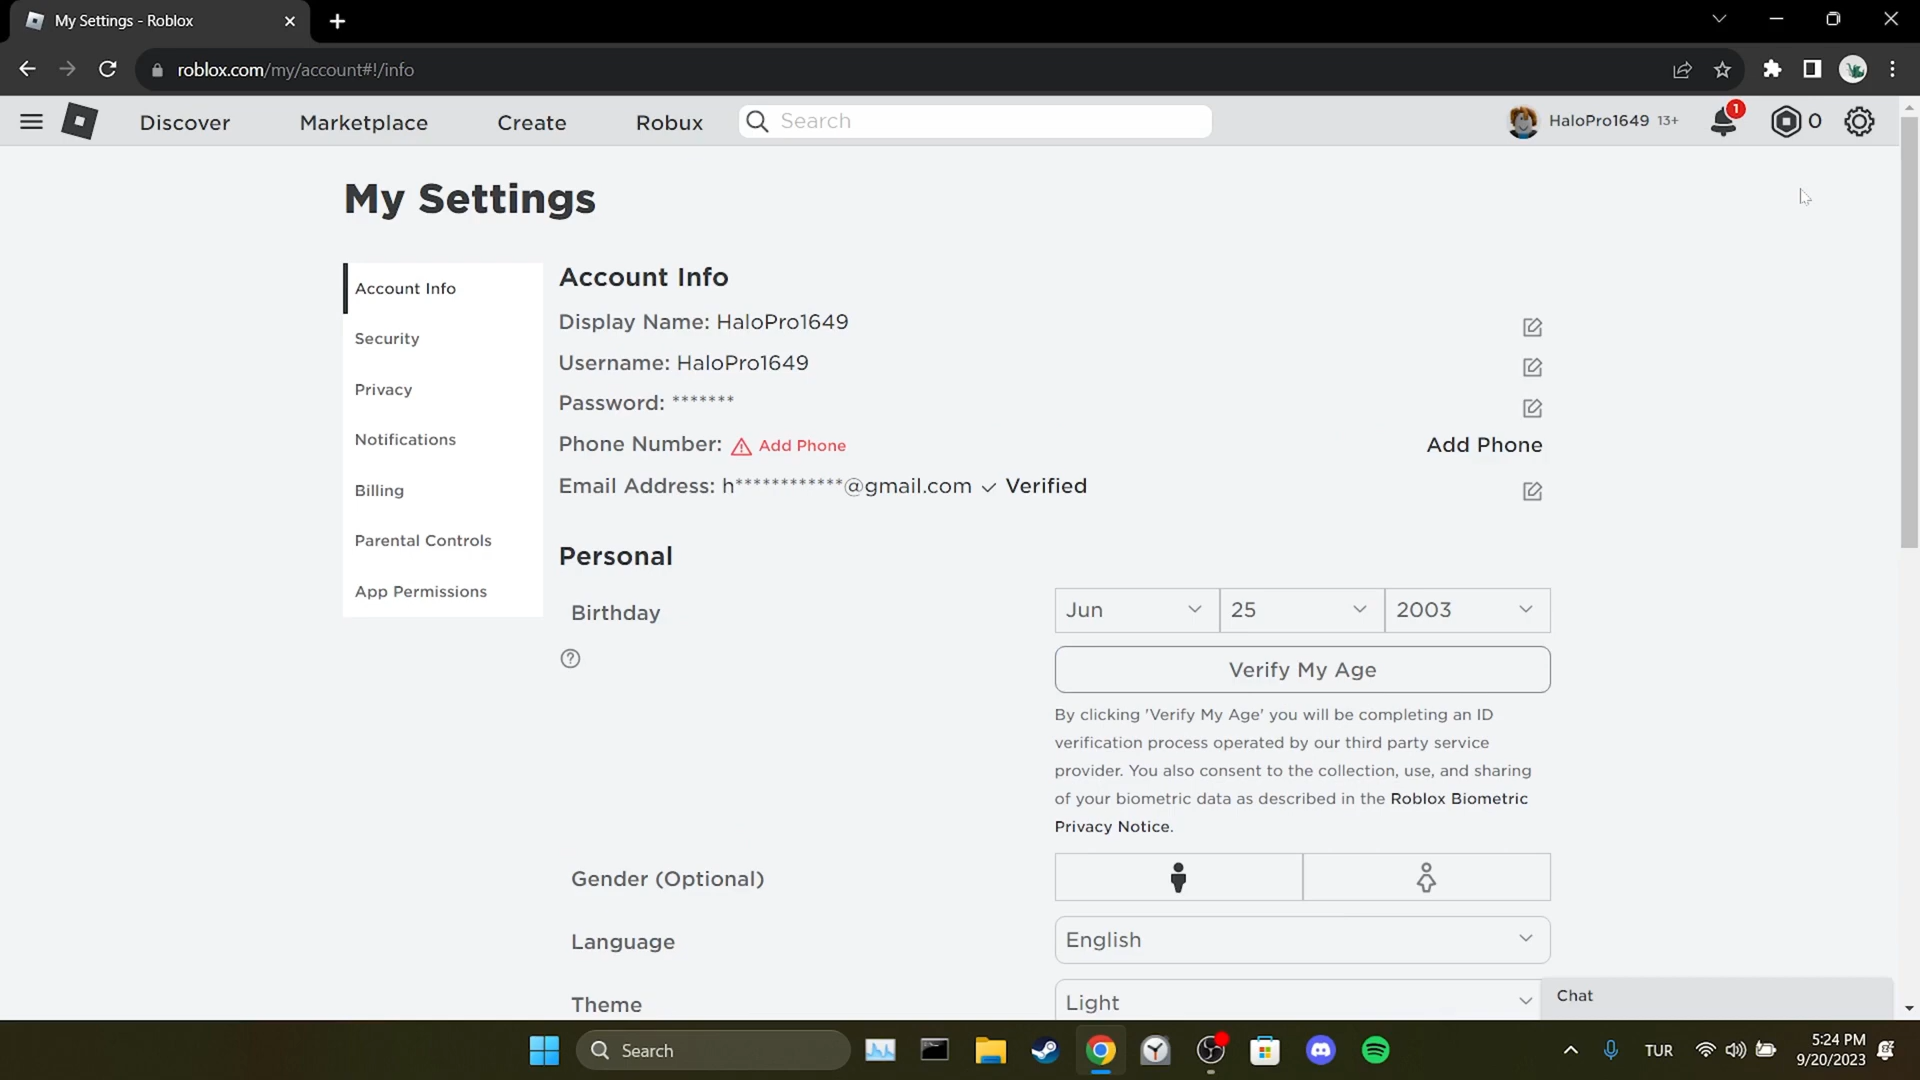 My Settings - Roblox
roblox.com/my/account#!/info
Discover
Marketplace
Create
Robux
Search
HaloPro1649 13+
1
0
My Settings
Account Info
Security
Privacy
Notifications
Billing
Parental Controls
App Permissions
Account Info
Display Name: HaloPro1649
Username: HaloPro1649
Password: *******
Phone Number: Add Phone
Add Phone
Email Address: h************@gmail.com Verified
Personal
Birthday
Jun
25
2003
Verify My Age
By clicking 'Verify My Age' you will be completing an ID
verification process operated by our third party service
provider. You also consent to the collection, use, and sharing
of your biometric data as described in the Roblox Biometric
Privacy Notice.
Gender (Optional)
Language
English
Theme
Light
Chat
Search
TUR
5:24 PM
9/20/2023